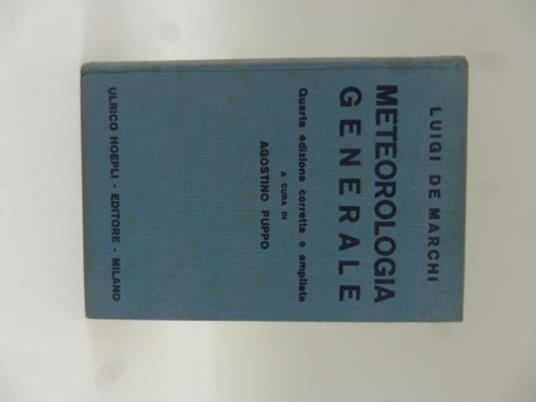 LUIGI DE MARCHI
METEOROLOGIA
GENERALE
Quarta edizione corretta e ampliata
A CURA DI
AGOSTINO PUPPO
ULRICO HOEPLI - EDITORE - MILANO